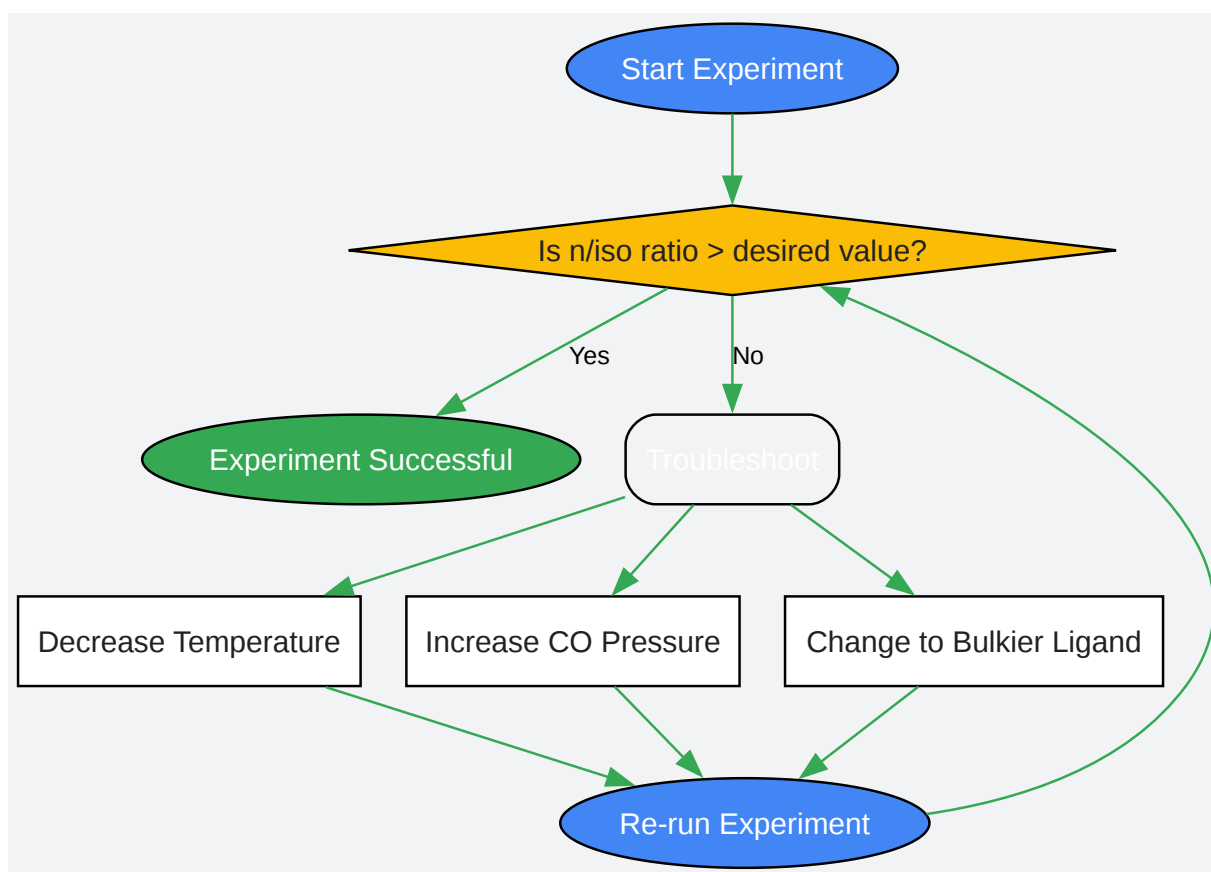 Start Experiment
Is n/iso ratio > desired value?
Yes
No
Experiment Successful
Troubleshoot
Decrease Temperature
Increase CO Pressure
Change to Bulkier Ligand
Re-run Experiment